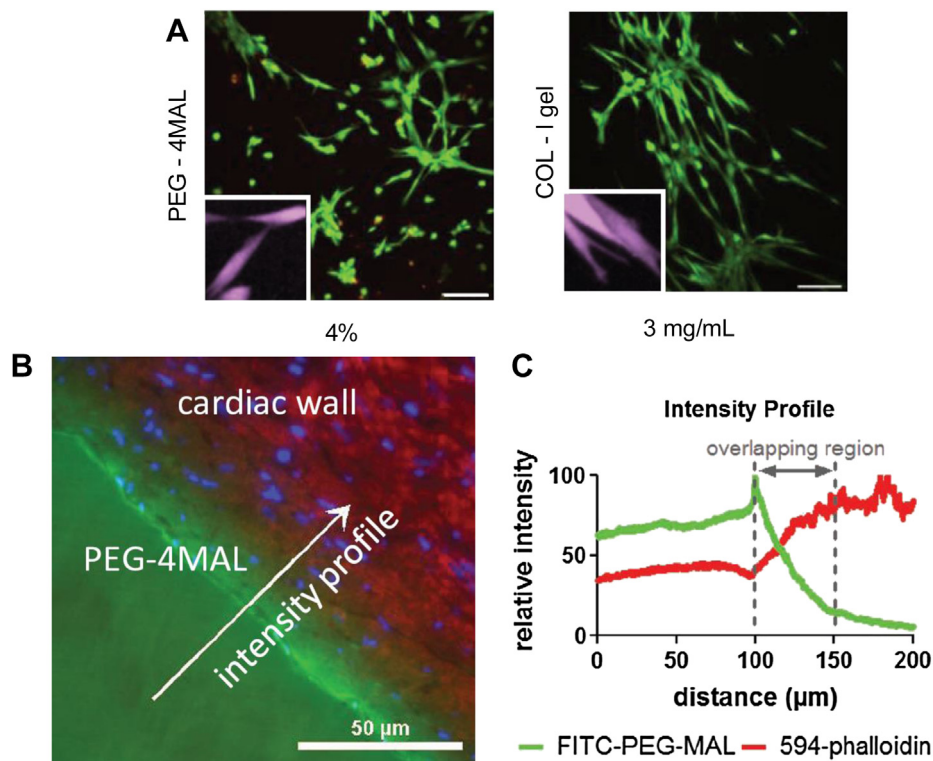 A
PEG - 4MAL
COL - I gel
4%
3 mg/mL
B
cardiac wall
PEG-4MAL
intensity profile
50 µm
C
Intensity Profile
overlapping region
relative intensity
100
50
0
0 50 100 150 200
distance (µm)
FITC-PEG-MAL 594-phalloidin